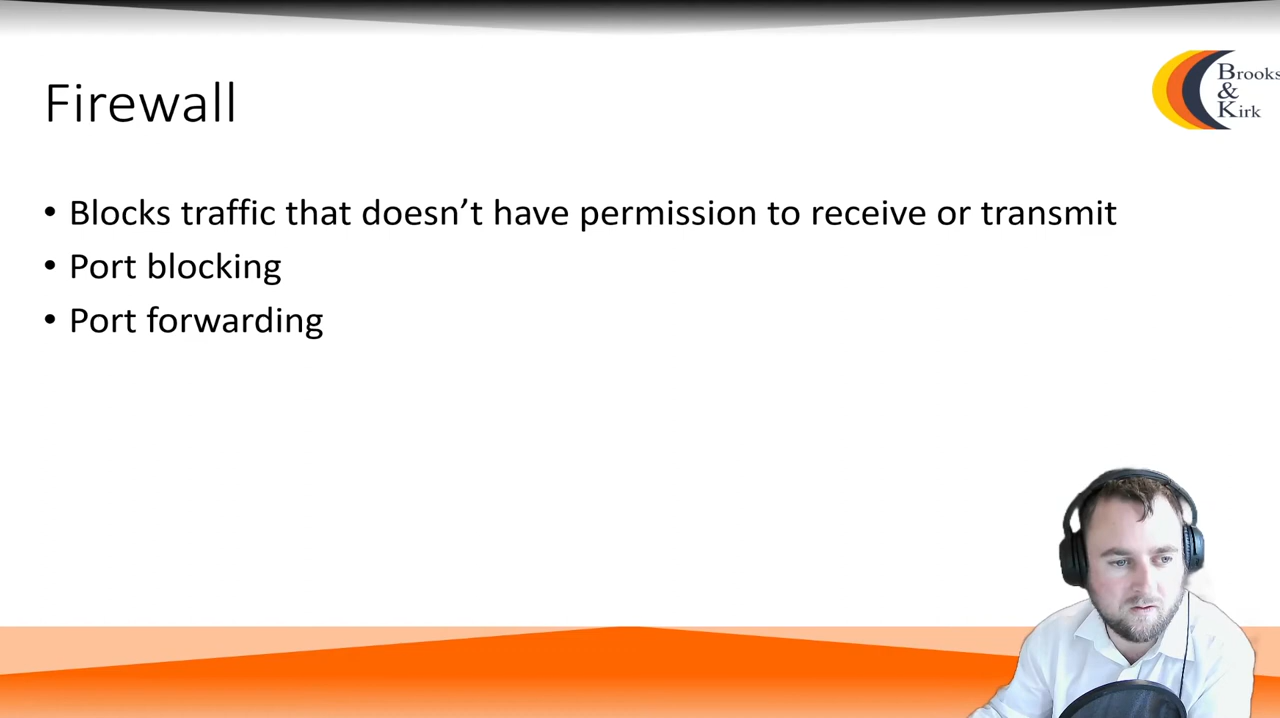 Firewall
Brooks
&
Kirk
• Blocks traffic that doesn’t have permission to receive or transmit
• Port blocking
• Port forwarding